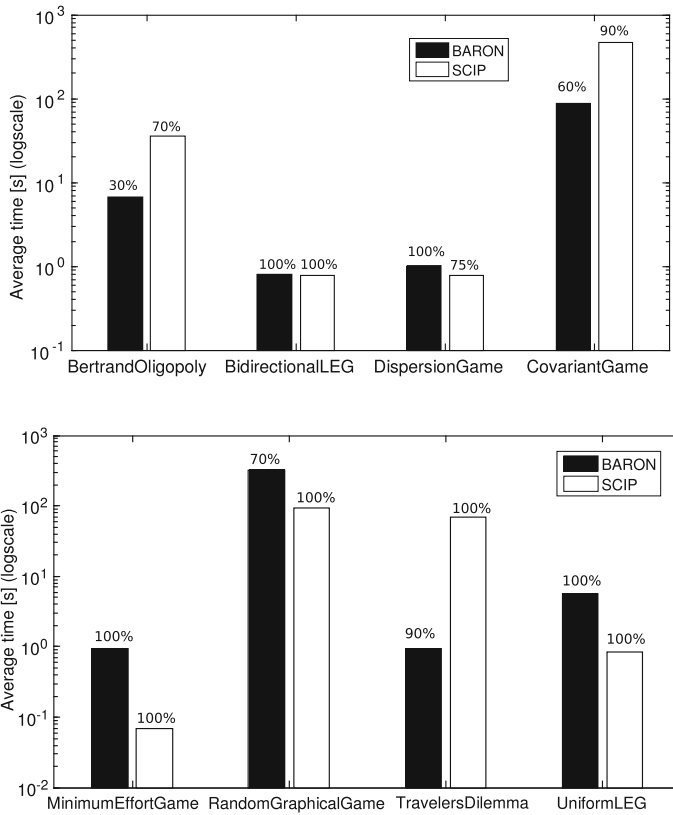 10^3
10^2
10^1
10^0
10^-1
Average time [s] (logscale)
BARON
SCIP
30%
70%
100%
100%
100%
75%
60%
90%
BertrandOligopoly
BidirectionalLEG
DispersionGame
CovariantGame
10^3
10^2
10^1
10^0
10^-1
10^-2
Average time [s] (logscale)
BARON
SCIP
100%
100%
70%
100%
90%
100%
100%
100%
MinimumEffortGame
RandomGraphicalGame
TravelersDilemma
UniformLEG